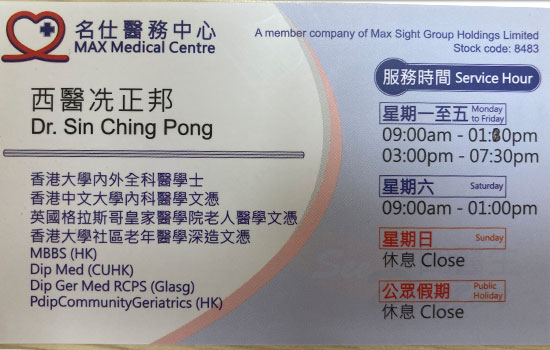 名仕醫務中心
MAX Medical Centre
A member company of Max Sight Group Holdings Limited
Stock code: 8483
西醫冼正邦
Dr. Sin Ching Pong
香港大學內外全科醫學士
香港中文大學內科醫學文憑
英國格拉斯哥皇家醫學院老人醫學文憑
香港大學社區老年醫學深造文憑
MBBS (HK)
Dip Med (CUHK)
Dip Ger Med RCPS (Glasg)
PdipCommunityGeriatrics (HK)
服務時間 Service Hour
星期一至五 Monday to Friday
09:00am -
03:00pm - 07:30pm
星期六 Saturday
09:00am - 01:00pm
星期日 Sunday
休息 Close
公眾假期 Public Holiday
休息 Close